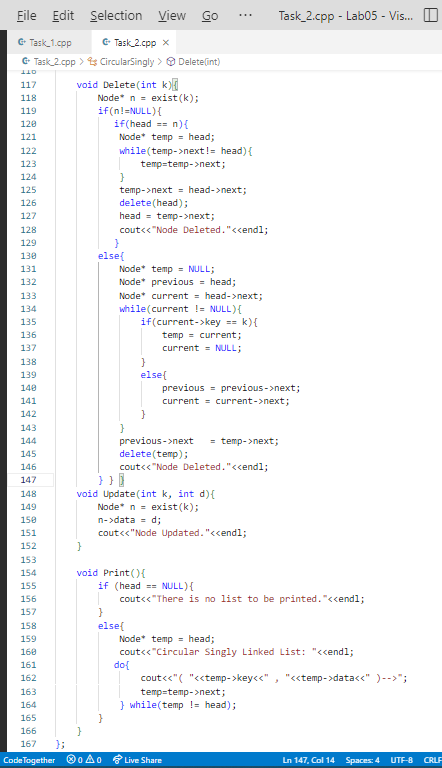 File Edit Selection View Go ··· Task_2.cpp - Lab05 - Vis...
Task_1.cpp Task_2.cpp ×
Task_2.cpp > CircularSingly > Delete(int)
116
117 void Delete(int k){
118 Node* n = exist(k);
119 if(n!=NULL){
120 if(head == n){
121 Node* temp = head;
122 while(temp->next!= head){
123 temp=temp->next;
124 }
125 temp->next = head->next;
126 delete(head);
127 head = temp->next;
128 cout<<"Node Deleted."<<endl;
129 }
130 else{
131 Node* temp = NULL;
132 Node* previous = head;
133 Node* current = head->next;
134 while(current != NULL){
135 if(current->key == k){
136 temp = current;
137 current = NULL;
138 }
139 else{
140 previous = previous->next;
141 current = current->next;
142 }
143 }
144 previous->next = temp->next;
145 delete(temp);
146 cout<<"Node Deleted."<<endl;
147 } } }
148 void Update(int k, int d){
149 Node* n = exist(k);
150 n->data = d;
151 cout<<"Node Updated."<<endl;
152 }
153
154 void Print(){
155 if (head == NULL){
156 cout<<"There is no list to be printed."<<endl;
157 }
158 else{
159 Node* temp = head;
160 cout<<"Circular Singly Linked List: "<<endl;
161 do{
162 cout<<"( "<<temp->key<<" , "<<temp->data<<" )-->";
163 temp=temp->next;
164 } while(temp != head);
165 }
166 }
167 };
CodeTogether 0 0 Live Share Ln 147, Col 14 Spaces: 4 UTF-8 CRLF